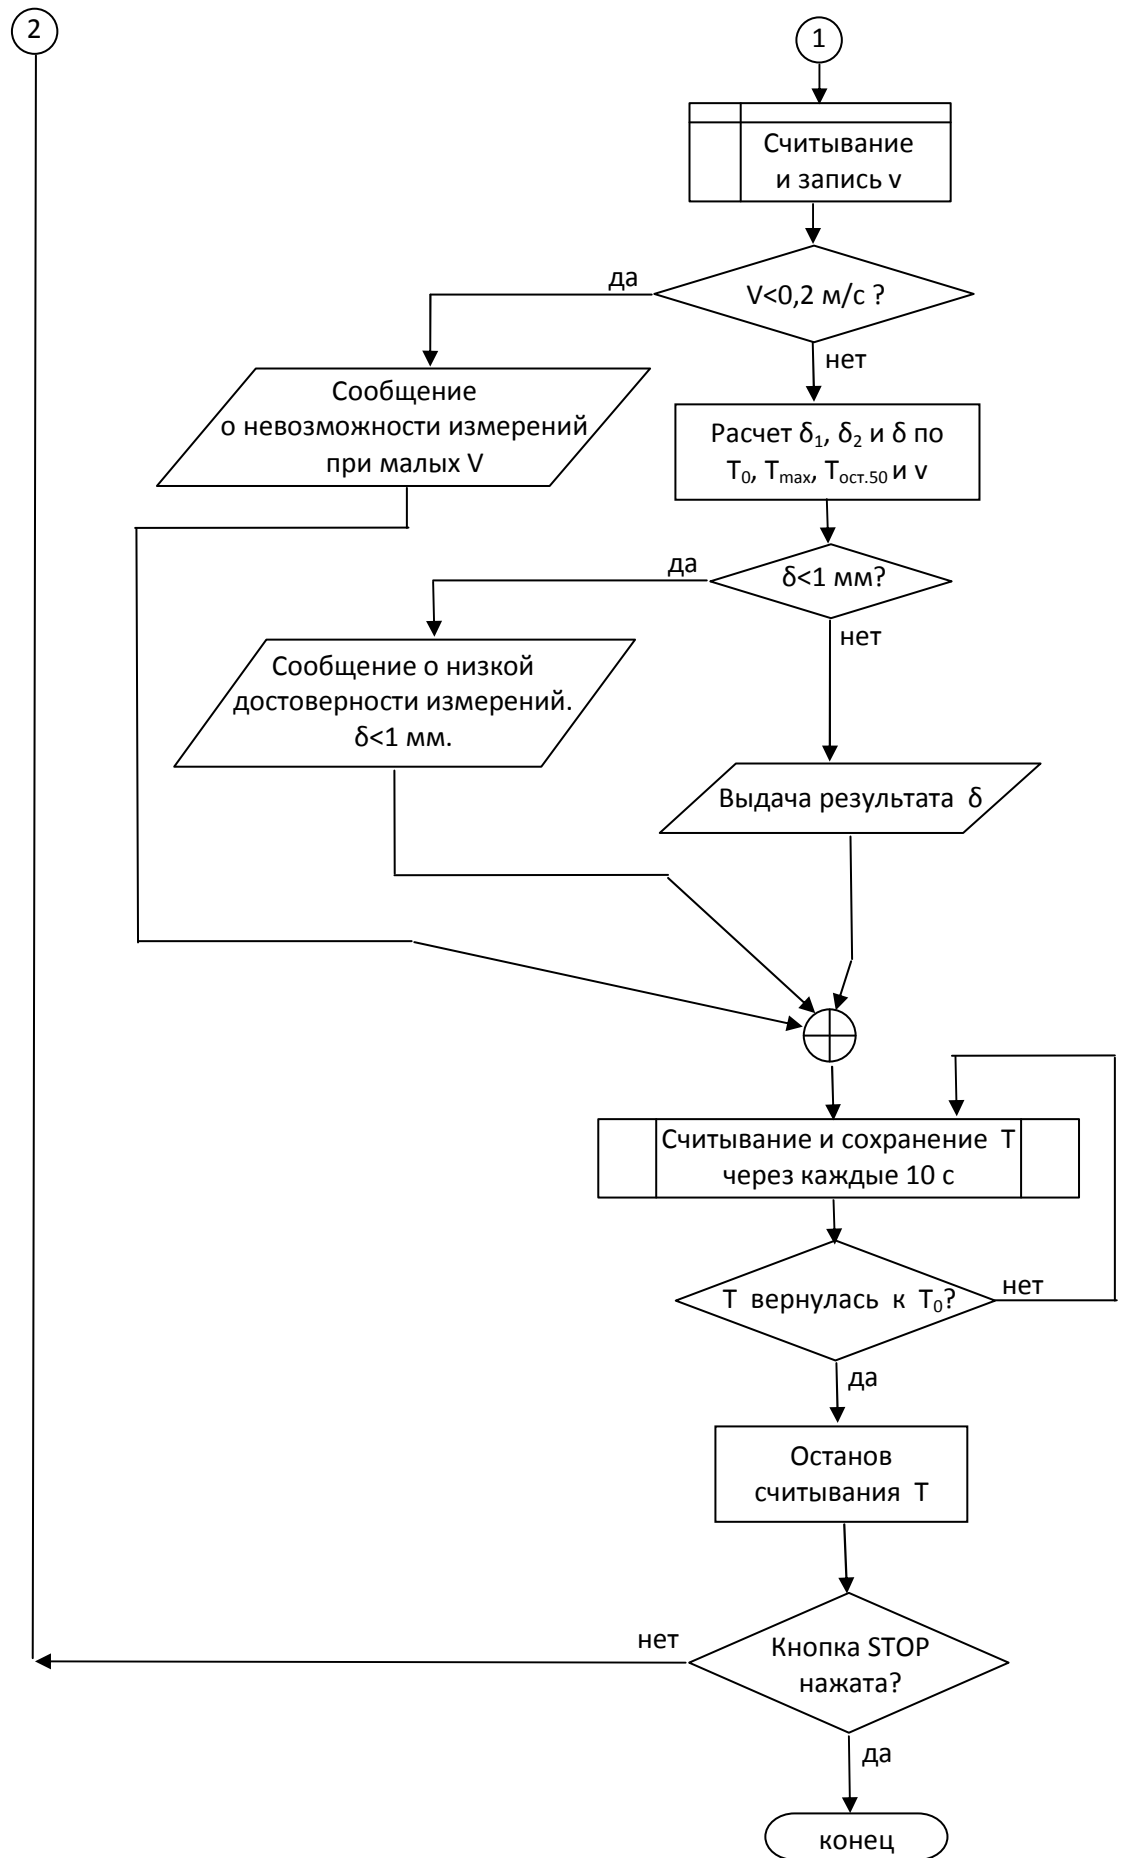 2
1
Считывание
и запись v
да
V<0,2 м/с ?
нет
Сообщение
о невозможности измерений
при малых V
Расчет δ₁, δ₂ и δ по
T₀, Tmax, Tост.50 и v
да
δ<1 мм?
нет
Сообщение о низкой
достоверности измерений.
δ<1 мм.
Выдача результата δ
Считывание и сохранение T
через каждые 10 с
T вернулась к T₀?
нет
да
Останов
считывания T
нет
Кнопка STOP
нажата?
да
конец